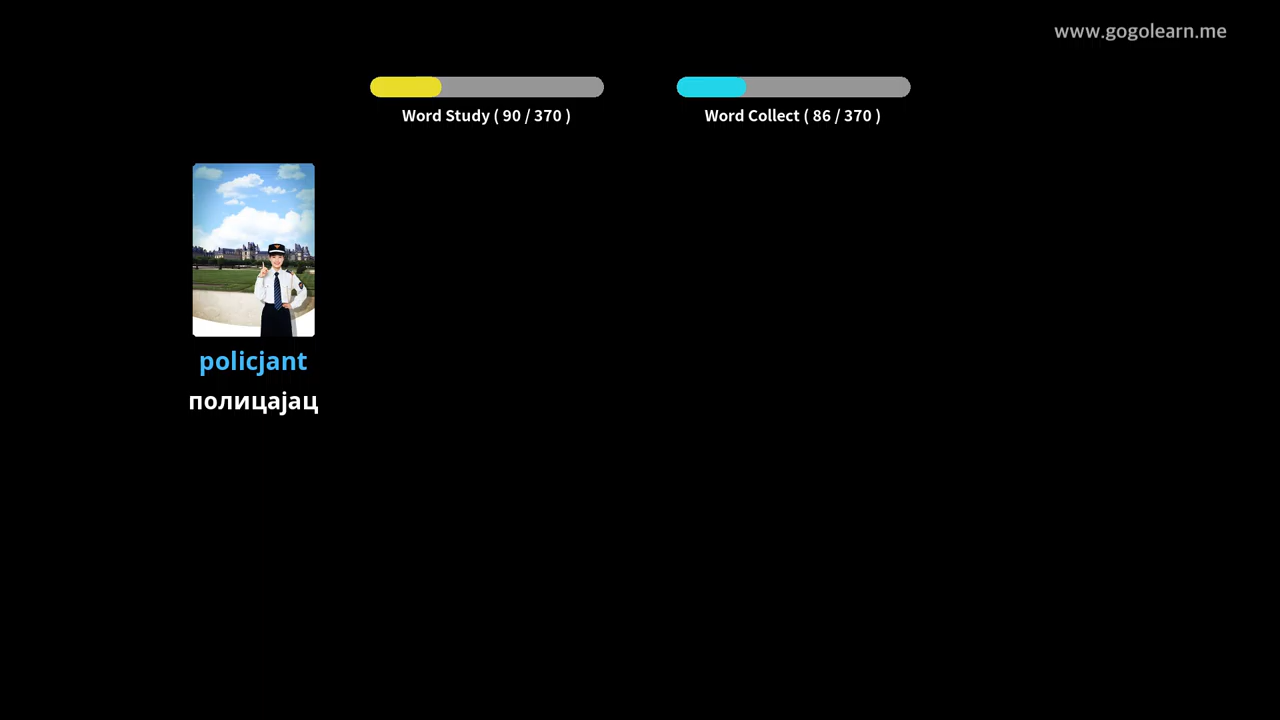 www.gogolearn.me
Word Study ( 90 / 370 )
Word Collect ( 86 / 370 )
policjant
полицајац